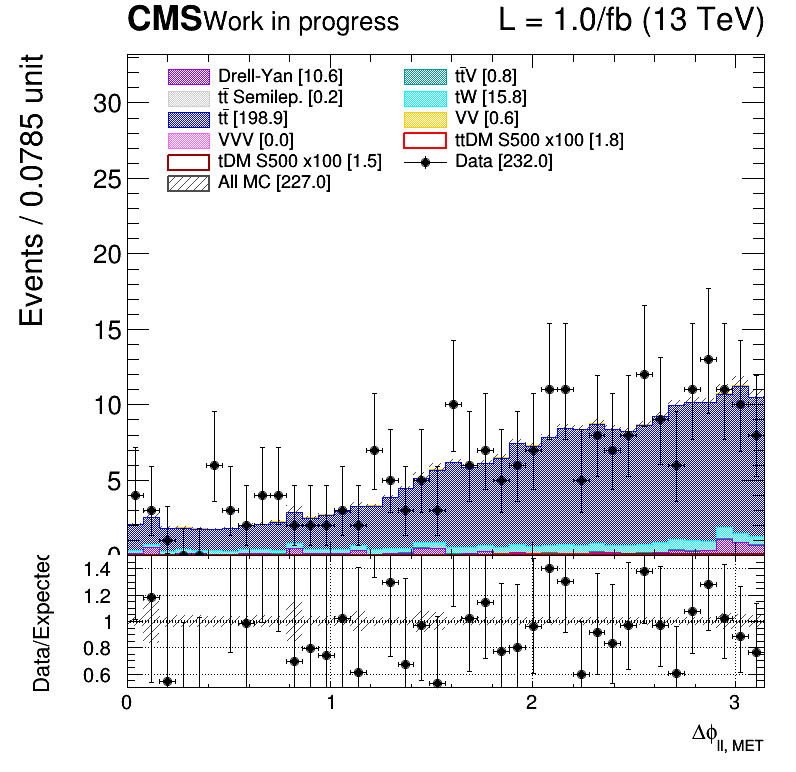 CMS Work in progress L = 1.0/fb (13 TeV)
Drell-Yan [10.6] tt̄V [0.8]
tt̄ Semilep. [0.2] tW [15.8]
tt̄ [198.9] VV [0.6]
VVV [0.0] ttDM S500 x100 [1.8]
tDM S500 x100 [1.5] Data [232.0]
All MC [227.0]
Events / 0.0785 unit
30
25
20
15
10
5
0
Data/Expected
1.4
1.2
1
0.8
0.6
0 1 2 3
Δϕll, MET